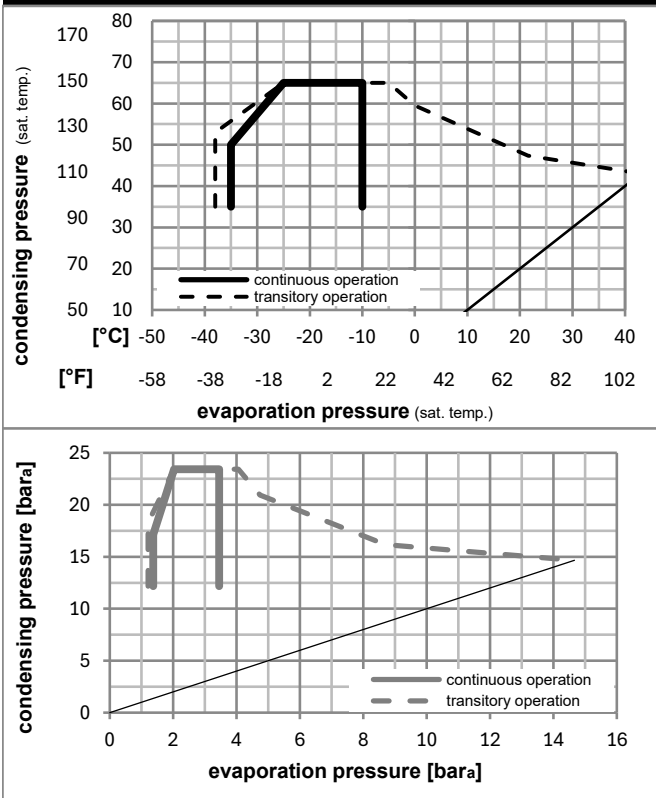 condensing pressure (sat. temp.)
170 80
70
150 60
130 50
110 40
90 30
70 20
50 10
continuous operation
transitory operation
[°C] -50 -40 -30 -20 -10 0 10 20 30 40
[°F] -58 -38 -18 2 22 42 62 82 102
evaporation pressure (sat. temp.)
condensing pressure [bara]
25
20
15
10
5
0
continuous operation
transitory operation
0 2 4 6 8 10 12 14 16
evaporation pressure [bara]